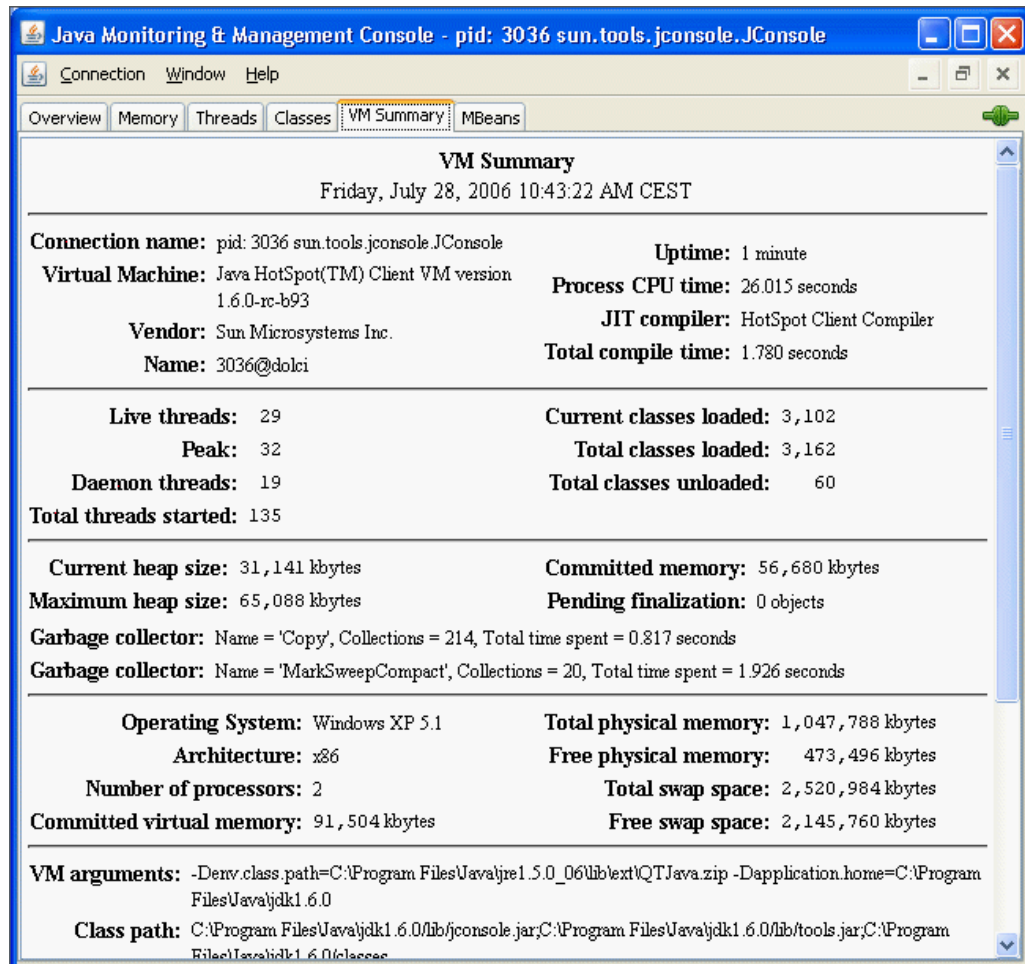 Java Monitoring & Management Console - pid: 3036 sun.tools.jconsole.JConsole
Connection Window Help
Overview Memory Threads Classes VM Summary MBeans
VM Summary
Friday, July 28, 2006 10:43:22 AM CEST
Connection name: pid: 3036 sun.tools.jconsole.JConsole
Virtual Machine: Java HotSpot(TM) Client VM version
1.6.0-rc-b93
Vendor: Sun Microsystems Inc.
Name: 3036@dolci
Uptime: 1 minute
Process CPU time: 26.015 seconds
JIT compiler: HotSpot Client Compiler
Total compile time: 1.780 seconds
Live threads: 29
Peak: 32
Daemon threads: 19
Total threads started: 135
Current classes loaded: 3,102
Total classes loaded: 3,162
Total classes unloaded: 60
Current heap size: 31,141 kbytes
Maximum heap size: 65,088 kbytes
Committed memory: 56,680 kbytes
Pending finalization: 0 objects
Garbage collector: Name = 'Copy', Collections = 214, Total time spent = 0.817 seconds
Garbage collector: Name = 'MarkSweepCompact', Collections = 20, Total time spent = 1.926 seconds
Operating System: Windows XP 5.1
Architecture: x86
Number of processors: 2
Committed virtual memory: 91,504 kbytes
Total physical memory: 1,047,788 kbytes
Free physical memory: 473,496 kbytes
Total swap space: 2,520,984 kbytes
Free swap space: 2,145,760 kbytes
VM arguments: -Denv.class.path=C:\Program Files\Java\jre1.5.0_06\lib\ext\QTJava.zip -Dapplication.home=C:\Program
Files\Java\jdk1.6.0
Class path: C:\Program Files\Java\jdk1.6.0/lib/jconsole.jar;C:\Program Files\Java\jdk1.6.0/lib/tools.jar;C:\Program
Files\Java\jdk1.6.0/classes